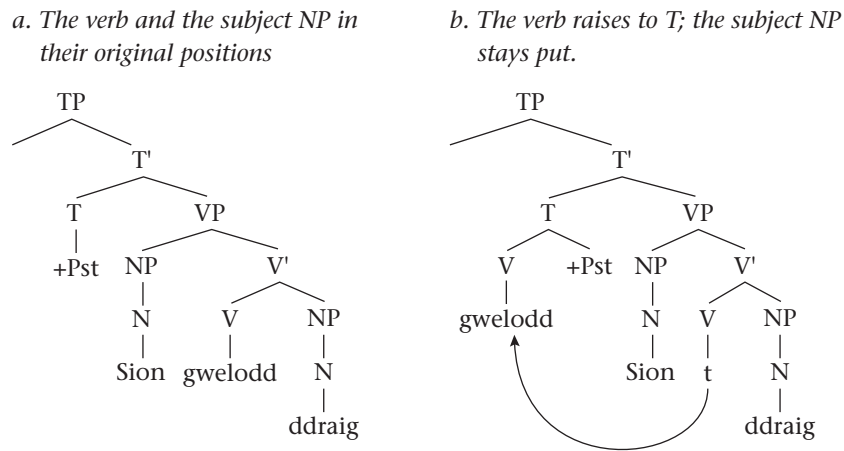 a. The verb and the subject NP in
their original positions
TP
T'
T VP
+Pst NP V'
N V NP
Sion gwelodd N
ddraig
b. The verb raises to T; the subject NP
stays put.
TP
T'
T VP
V +Pst NP V'
gwelodd N V NP
Sion t N
ddraig